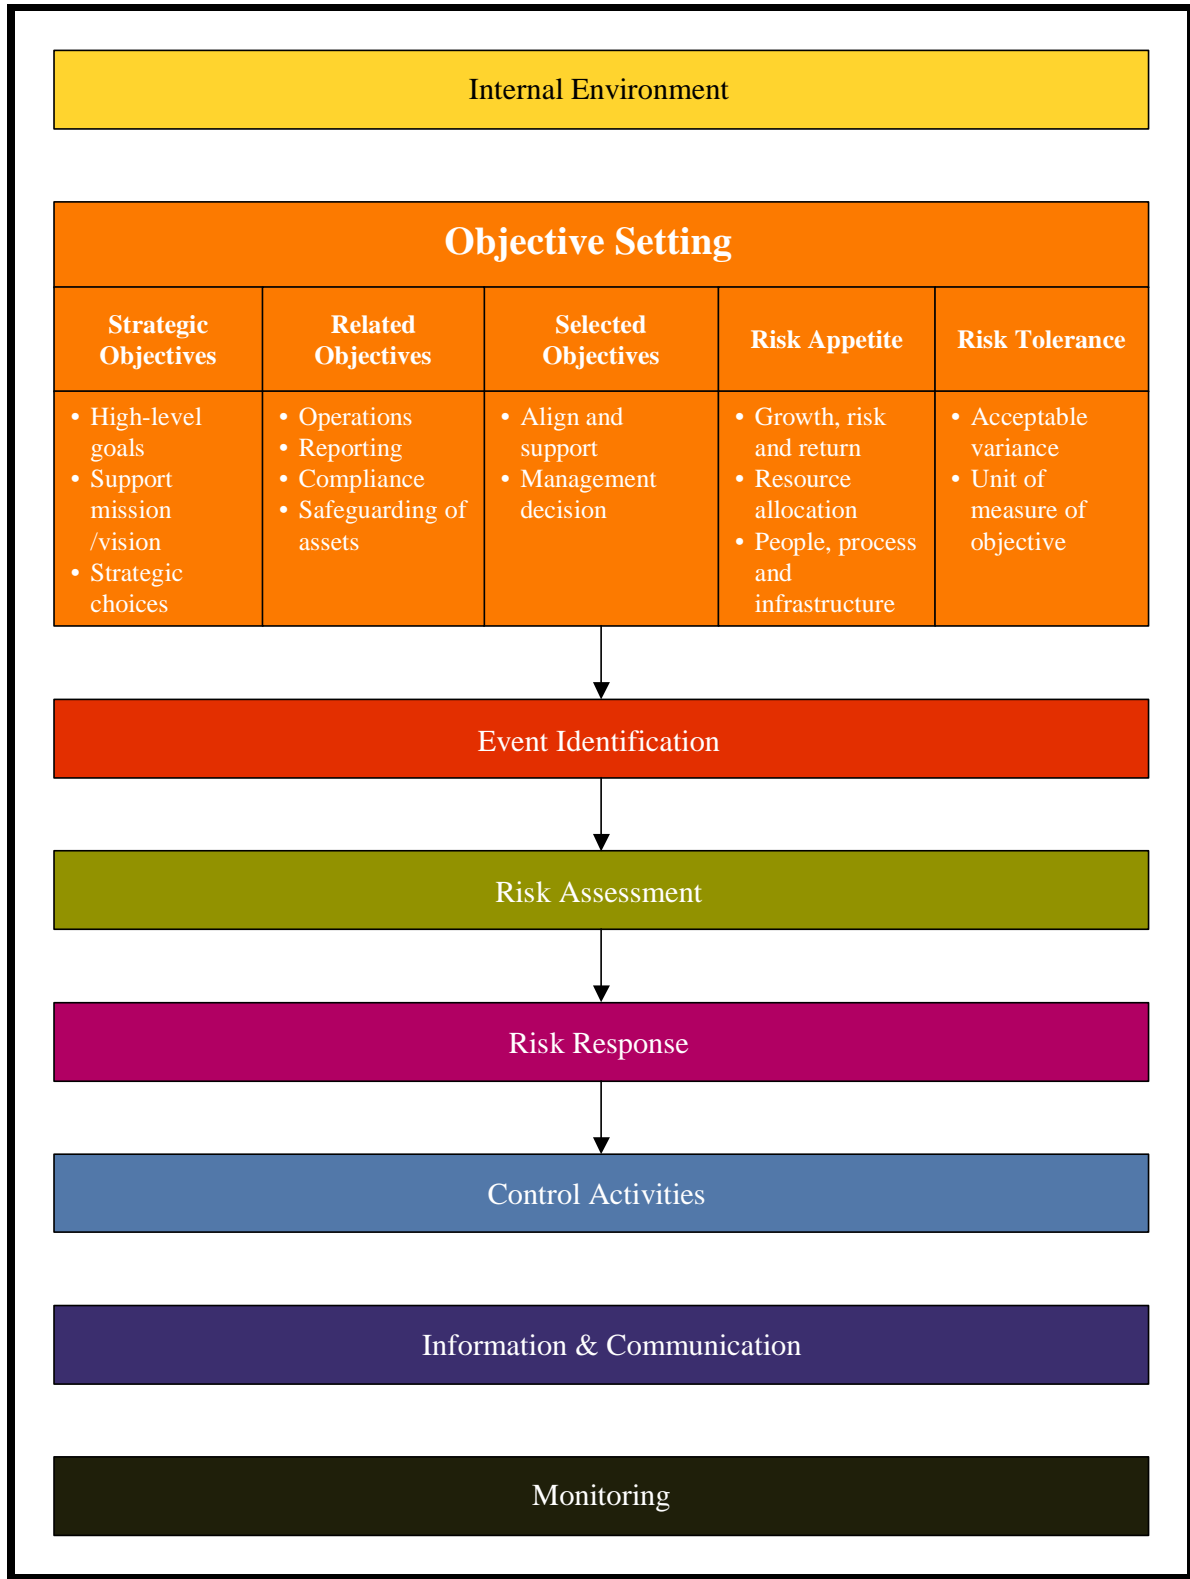 Internal Environment
Objective Setting
Strategic
Objectives
Related
Objectives
Selected
Objectives
Risk Appetite
Risk Tolerance
• High-level
goals
• Support
mission
/vision
• Strategic
choices
• Operations
• Reporting
• Compliance
• Safeguarding of
assets
• Align and
support
• Management
decision
• Growth, risk
and return
• Resource
allocation
• People, process
and
infrastructure
• Acceptable
variance
• Unit of
measure of
objective
Event Identification
Risk Assessment
Risk Response
Control Activities
Information & Communication
Monitoring